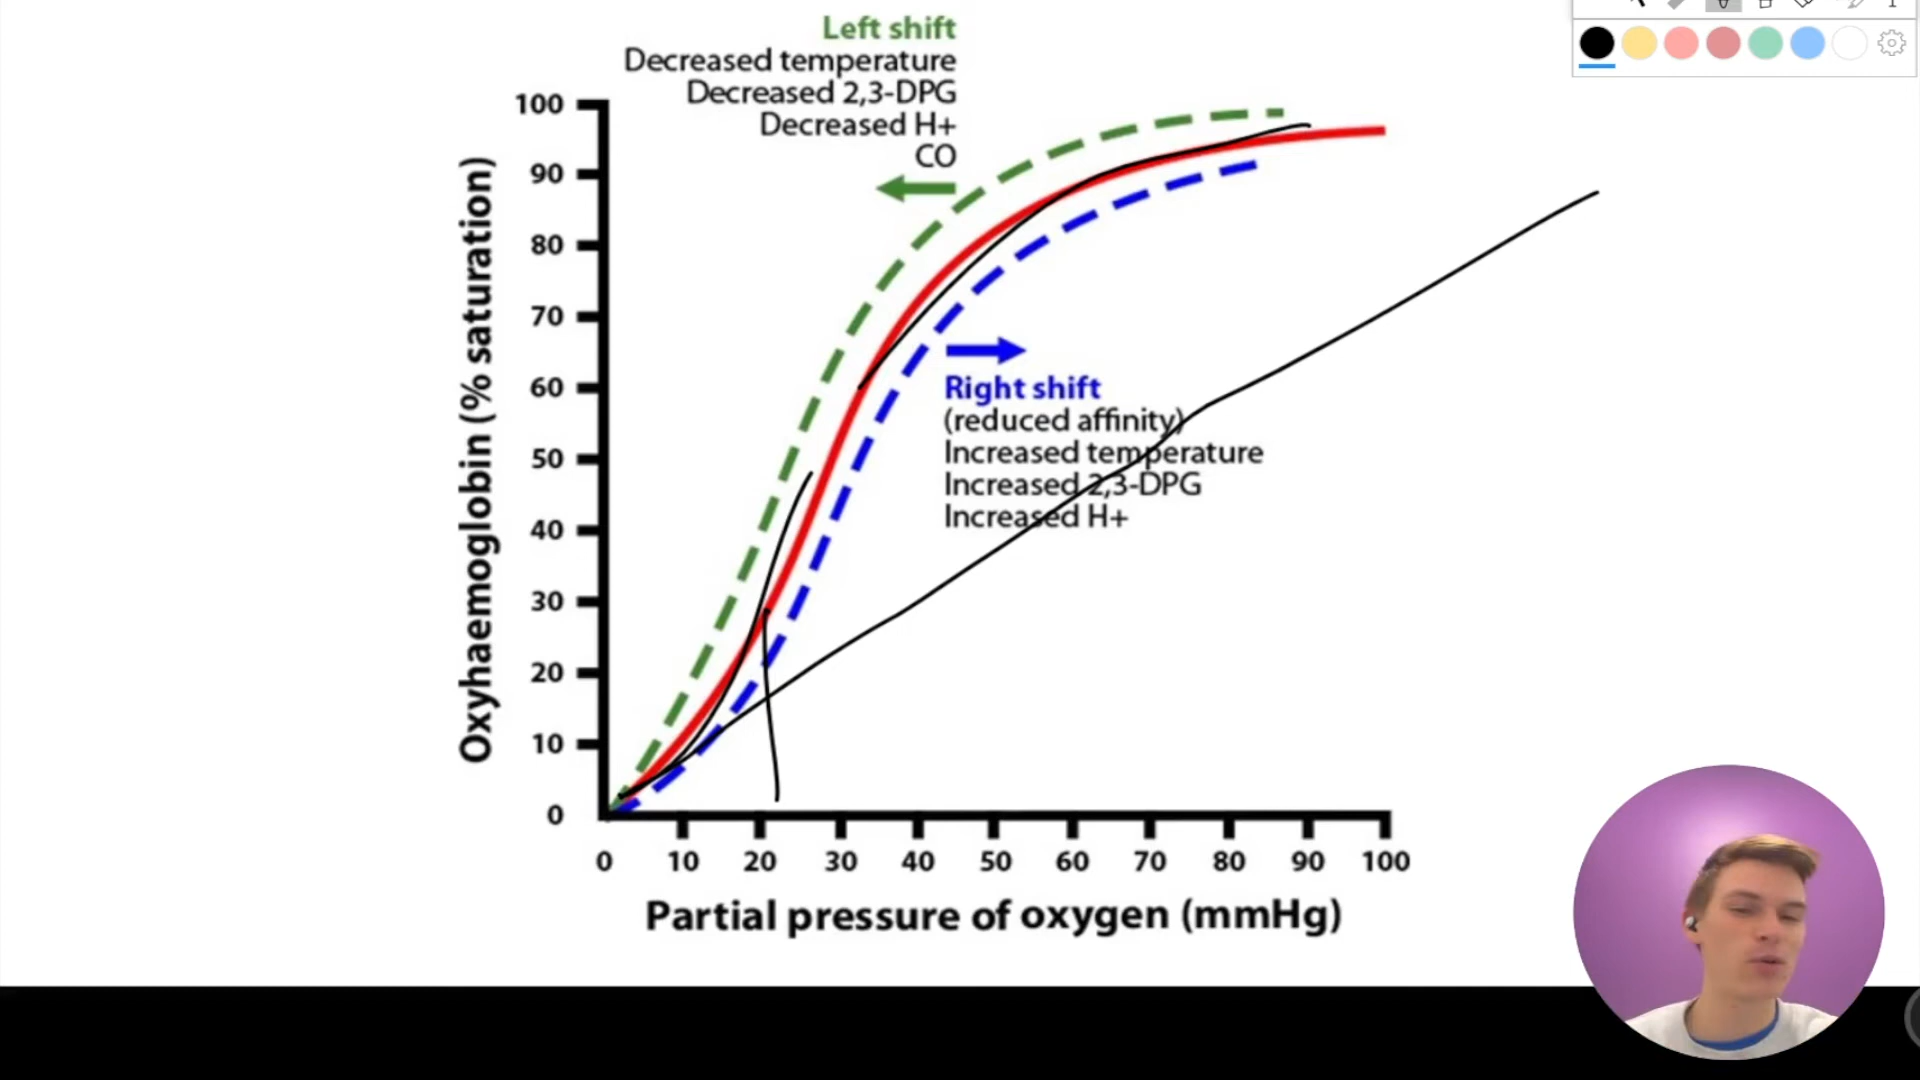 Left shift
Decreased temperature
Decreased 2,3-DPG
Decreased H+
CO
Oxyhaemoglobin (% saturation)
100
90
80
70
60
50
40
30
20
10
0
Right shift
(reduced affinity)
Increased temperature
Increased 2,3-DPG
Increased H+
0 10 20 30 40 50 60 70 80 90 100
Partial pressure of oxygen (mmHg)